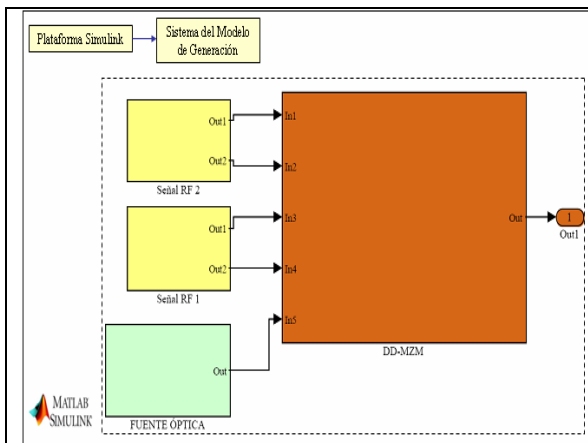 Plataforma Simulink
Sistema del Modelo
de Generación
Out1
Out2
Señal RF 2
Out1
Out2
Señal RF 1
Out
FUENTE ÓPTICA
In1
In2
In3
In4
In5
Out
DD-MZM
1
Out1
MATLAB
SIMULINK